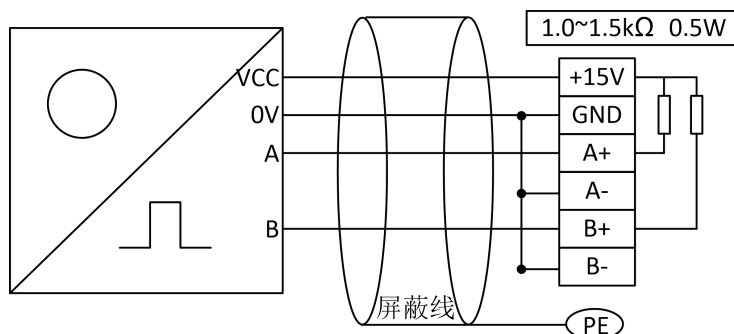 1.0~1.5kΩ 0.5W
VCC
+15V
0V
GND
A
A+
A-
B
B+
B-
屏蔽线
PE